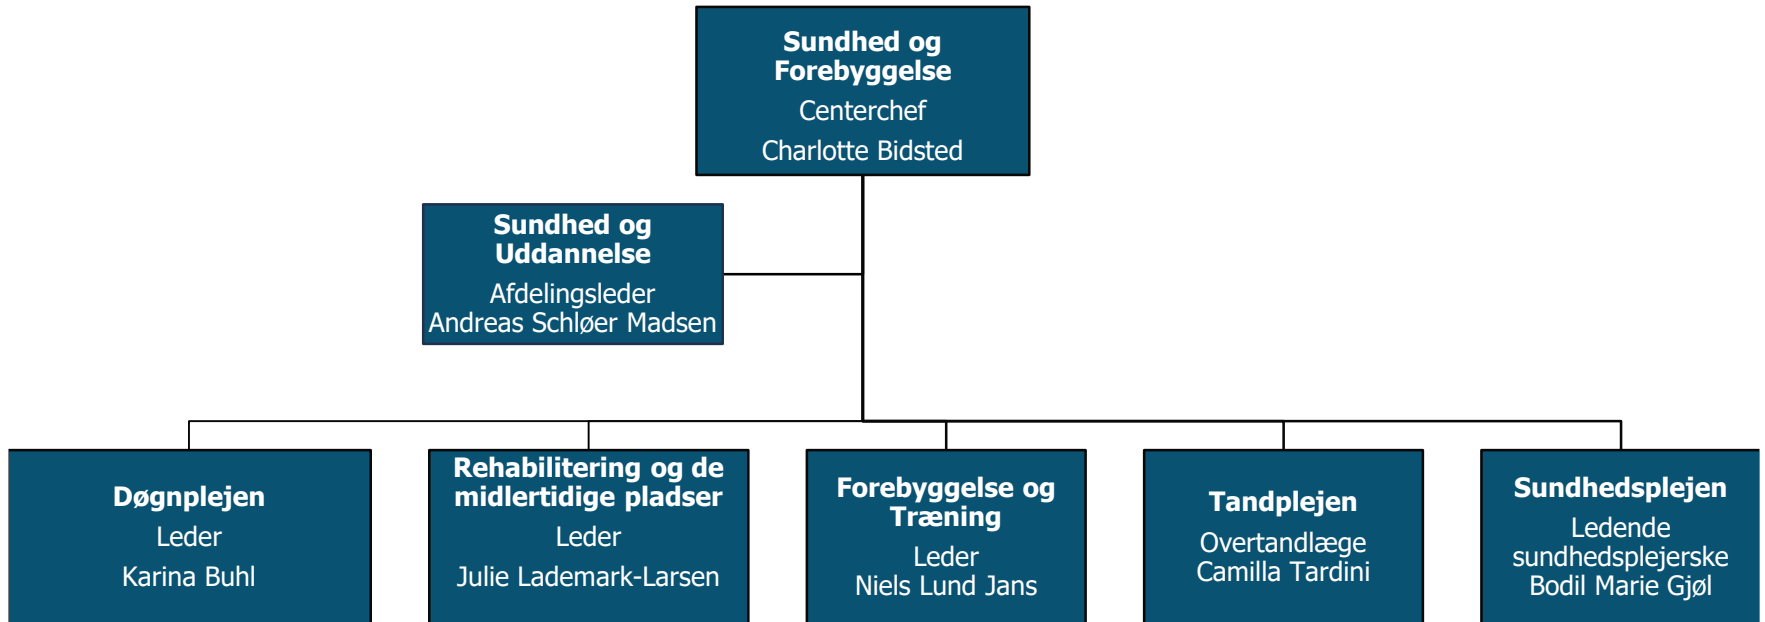 Sundhed og
Forebyggelse
Centerchef
Charlotte Bidsted
Sundhed og
Uddannelse
Afdelingsleder
Andreas Schløer Madsen
Døgnplejen
Leder
Karina Buhl
Rehabilitering og de
midlertidige pladser
Leder
Julie Lademark-Larsen
Forebyggelse og
Træning
Leder
Niels Lund Jans
Tandplejen
Overtandlæge
Camilla Tardini
Sundhedsplejen
Ledende
sundhedsplejerske
Bodil Marie Gjøl